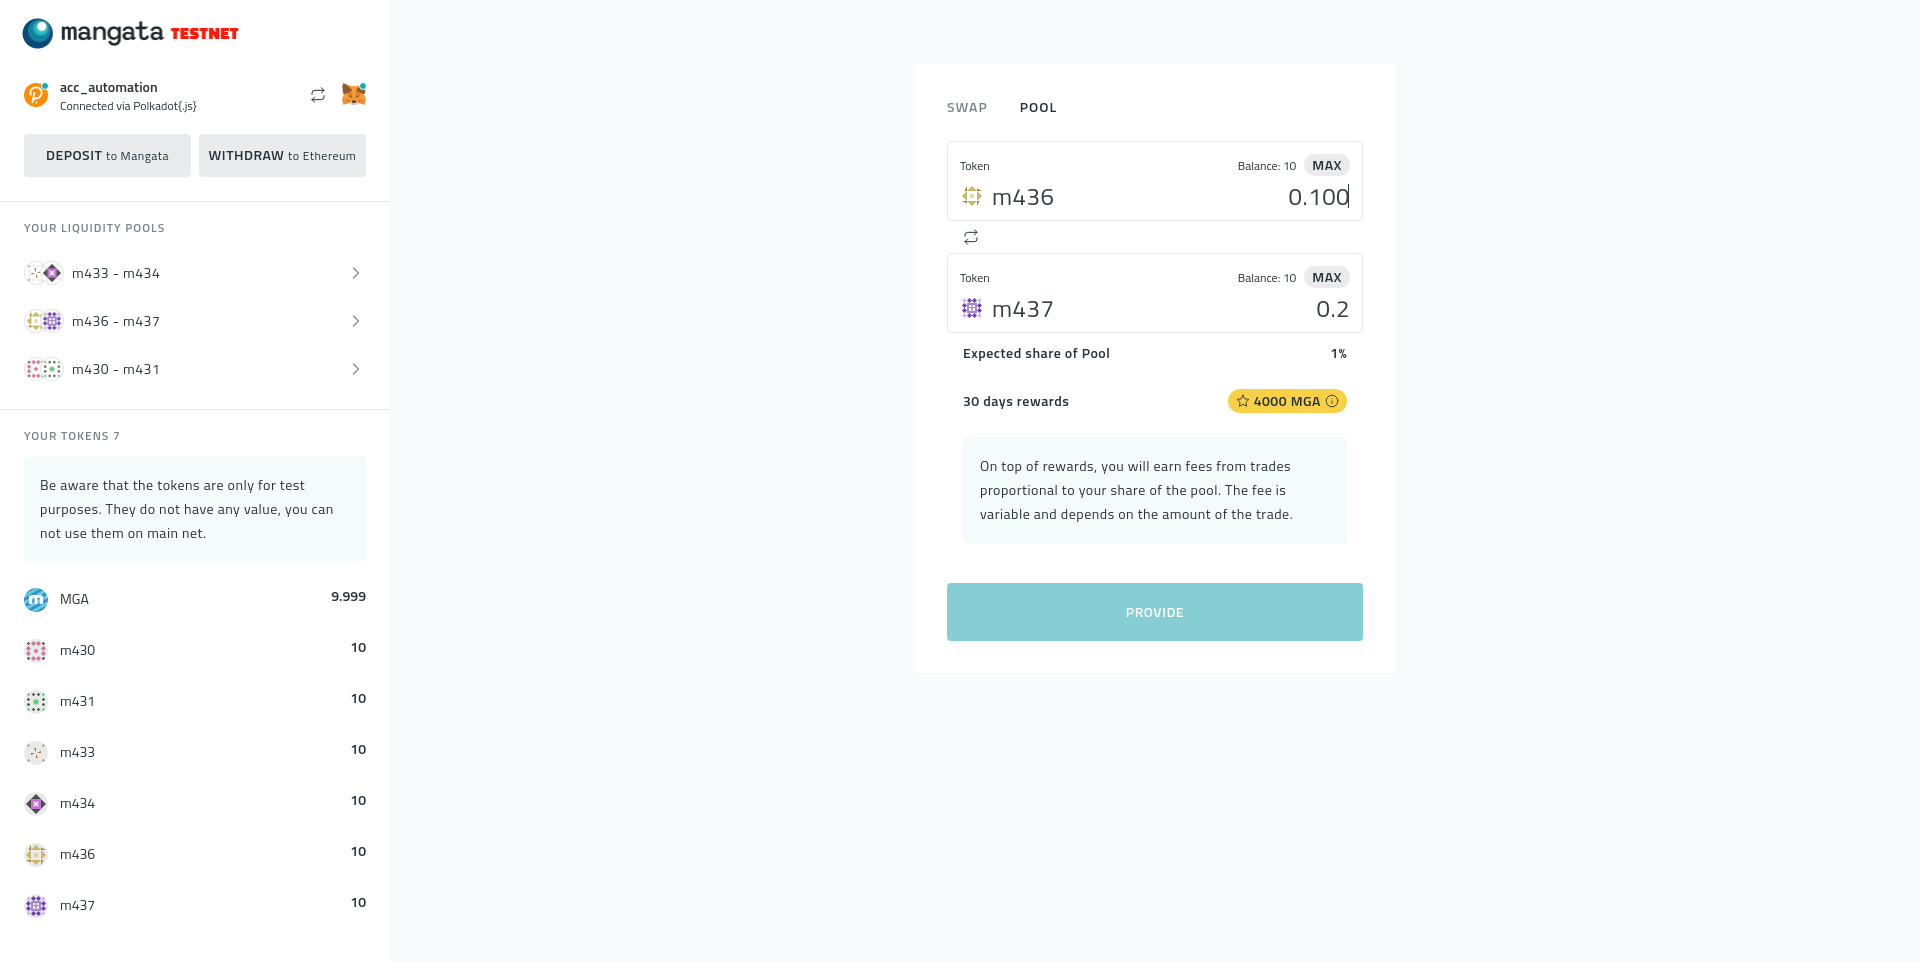 mangata TESTNET
acc_automation
Connected via Polkadot{.js}
DEPOSIT to Mangata
WITHDRAW to Ethereum
YOUR LIQUIDITY POOLS
m433 - m434
m436 - m437
m430 - m431
YOUR TOKENS 7
Be aware that the tokens are only for test
purposes. They do not have any value, you can
not use them on main net.
MGA 9.999
m430 10
m431 10
m433 10
m434 10
m436 10
m437 10
SWAP POOL
Token Balance: 10 MAX
m436 0.100
Token Balance: 10 MAX
m437 0.2
Expected share of Pool 1%
30 days rewards 4000 MGA
On top of rewards, you will earn fees from trades
proportional to your share of the pool. The fee is
variable and depends on the amount of the trade.
PROVIDE